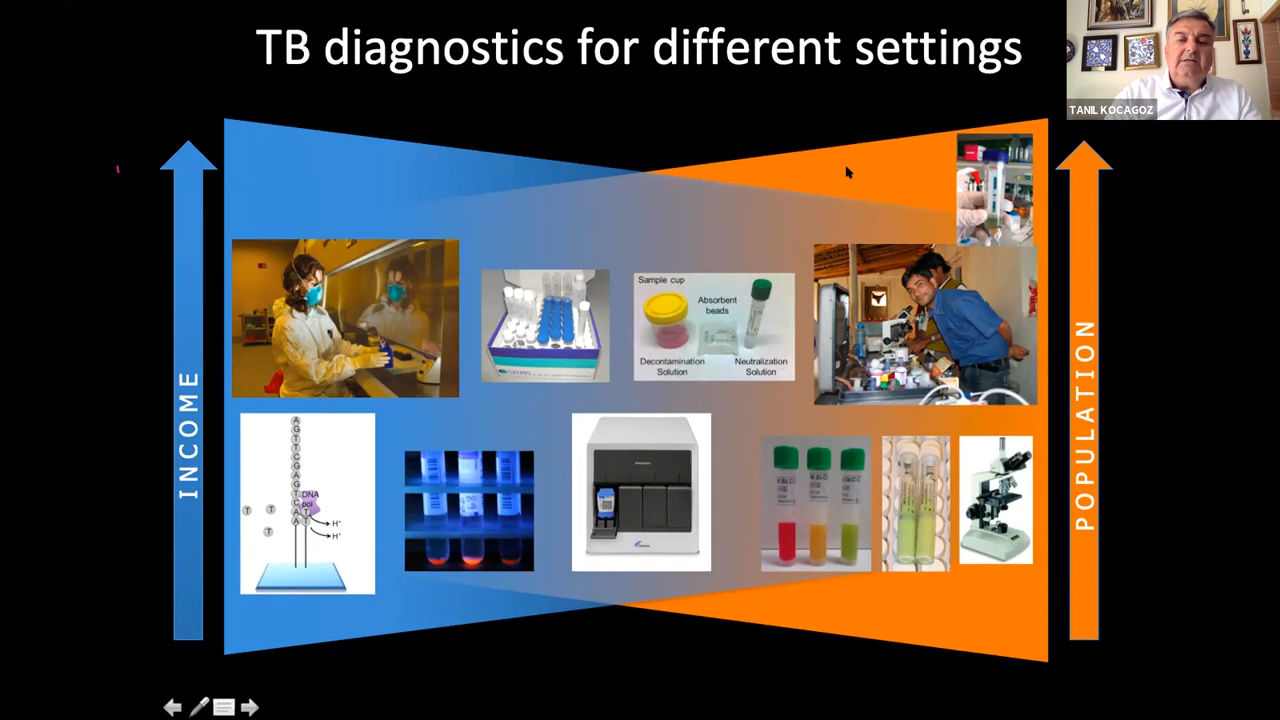 TB diagnostics for different settings
TANIL KOCAGOZ
INCOME
POPULATION
Sample cup
Absorbent
beads
Decontamination
Solution
Neutralization
Solution
A
G
T
T
C
G
A
G
T
C
A
A
DNA
pol
T
T
T
T
T
H+
H+